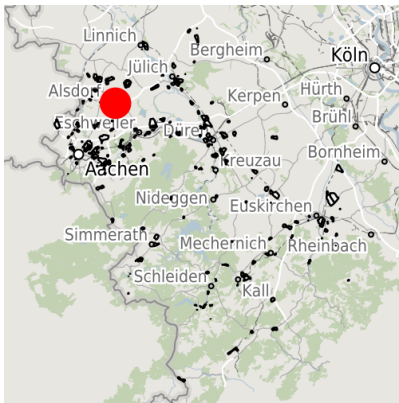 Linnich
Bergheim
Köln
Jülich
Alsdorf
Kerpen
Hürth
Eschweiler
Düren
Brühl
Kreuzau
Bornheim
Aachen
Nideggen
Euskirchen
Simmerath
Mechernich
Rheinbach
Schleiden
Kall